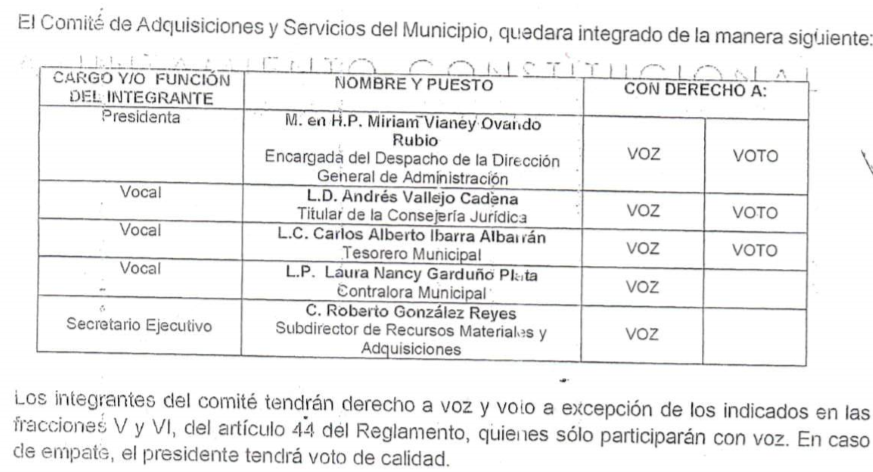 El Comité de Adquisiciones y Servicios del Municipio, quedara integrado de la manera siguiente:
CARGO Y/O FUNCIÓN DEL INTEGRANTE
NOMBRE Y PUESTO
CON DERECHO A:
Presidenta
M. en H.P. Miriam Vianey Ovando
Rubio
Encargada del Despacho de la Dirección
General de Administración
VOZ
VOTO
Vocal
L.D. Andrés Vallejo Cadena
Titular de la Consejería Jurídica
VOZ
VOTO
Vocal
L.C. Carlos Alberto Ibarra Albarrán
Tesorero Municipal
VOZ
VOTO
Vocal
L.P. Laura Nancy Garduño Plata
Contralora Municipal
VOZ
Secretario Ejecutivo
C. Roberto González Reyes
Subdirector de Recursos Materiales y
Adquisiciones
VOZ
Los integrantes del comité tendrán derecho a voz y voto a excepción de los indicados en las
fracciones V y VI, del artículo 44 del Reglamento, quienes sólo participarán con voz. En caso
de empate, el presidente tendrá voto de calidad.